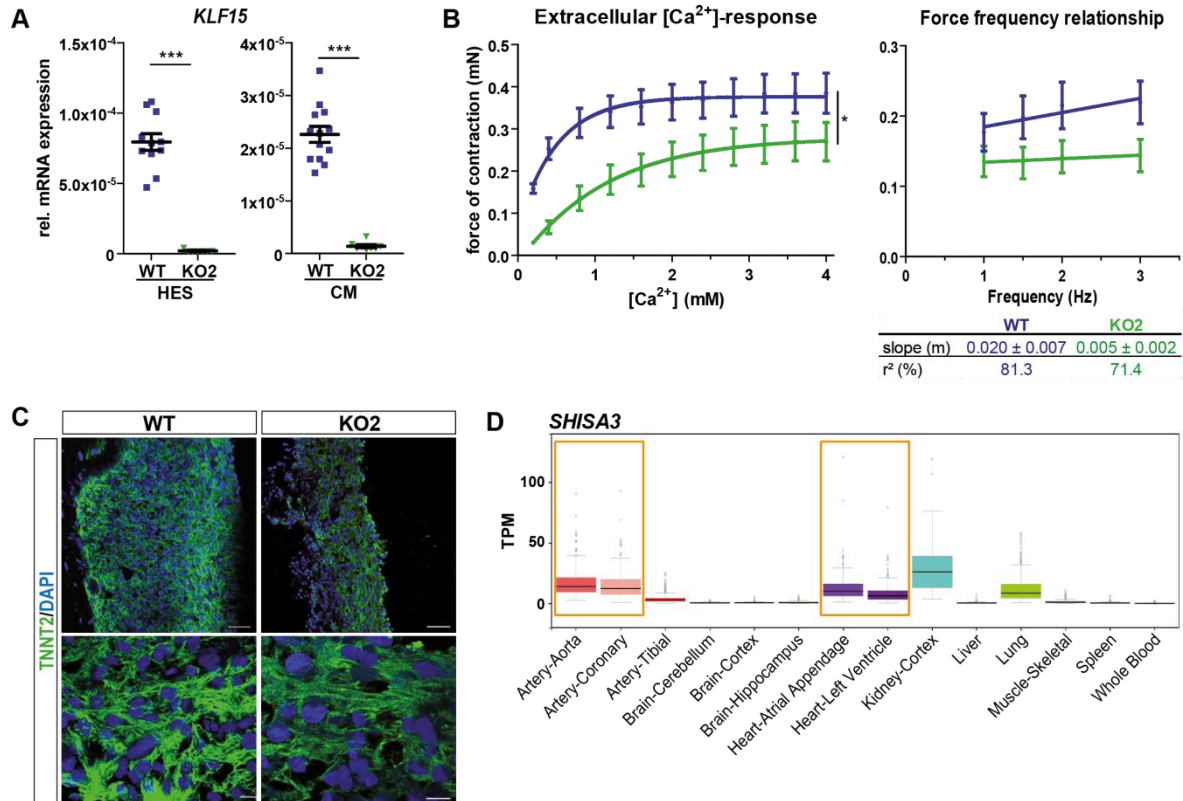 A
KLF15
rel. mRNA expression
1.5x10⁻⁴
1.0x10⁻⁴
5.0x10⁻⁵
0
***
WT KO2
HES
4x10⁻⁵
3x10⁻⁵
2x10⁻⁵
1x10⁻⁵
0
***
WT KO2
CM
B
Extracellular [Ca²⁺]-response
force of contraction (mN)
0.5
0.4
0.3
0.2
0.1
0.0
0 1 2 3 4
[Ca²⁺] (mM)
*
Force frequency relationship
0.3
0.2
0.1
0.0
0 1 2 3
Frequency (Hz)
WT KO2
slope (m) 0.020 ± 0.007 0.005 ± 0.002
r² (%) 81.3 71.4
C
WT KO2
TNNT2/DAPI
D
SHISA3
TPM
100
50
0
Artery-Aorta
Artery-Coronary
Artery-Tibial
Brain-Cerebellum
Brain-Cortex
Brain-Hippocampus
Heart-Atrial Appendage
Heart-Left Ventricle
Kidney-Cortex
Liver
Lung
Muscle-Skeletal
Spleen
Whole Blood